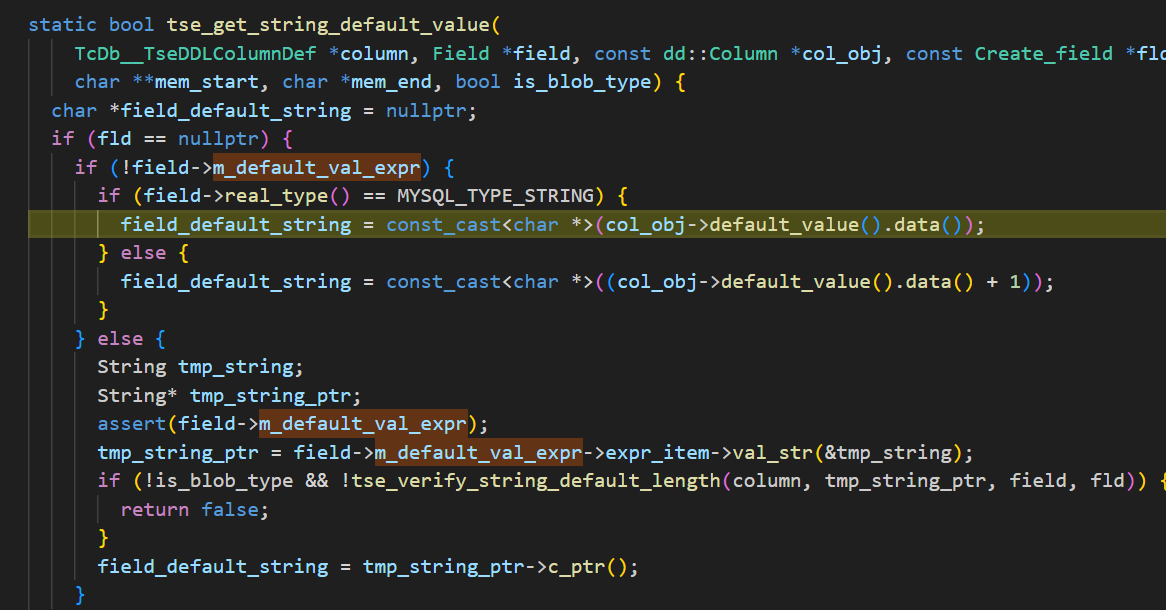 static bool tse_get_string_default_value(
    TcDb__TseDDLColumnDef *column, Field *field, const dd::Column *col_obj, const Create_field *fld
    char **mem_start, char *mem_end, bool is_blob_type) {
  char *field_default_string = nullptr;
  if (fld == nullptr) {
    if (!field->m_default_val_expr) {
      if (field->real_type() == MYSQL_TYPE_STRING) {
        field_default_string = const_cast<char *>(col_obj->default_value().data());
      } else {
        field_default_string = const_cast<char *>((col_obj->default_value().data() + 1));
      }
    } else {
      String tmp_string;
      String* tmp_string_ptr;
      assert(field->m_default_val_expr);
      tmp_string_ptr = field->m_default_val_expr->expr_item->val_str(&tmp_string);
      if (!is_blob_type && !tse_verify_string_default_length(column, tmp_string_ptr, field, fld)) {
        return false;
      }
      field_default_string = tmp_string_ptr->c_ptr();
    }